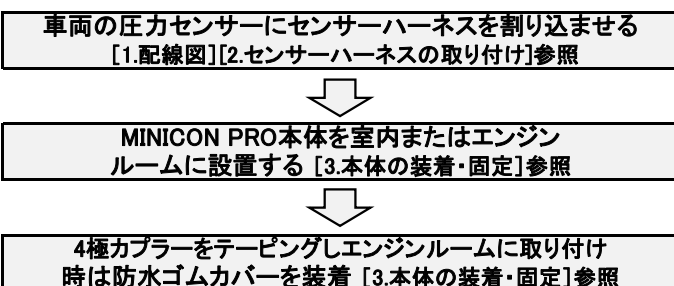 車両の圧力センサーにセンサーハーネスを割り込ませる
[1.配線図][2.センサーハーネスの取り付け]参照
MINICON PRO本体を室内またはエンジン
ルームに設置する [3.本体の装着・固定]参照
4極カプラーをテーピングしエンジンルームに取り付け
時は防水ゴムカバーを装着 [3.本体の装着・固定]参照